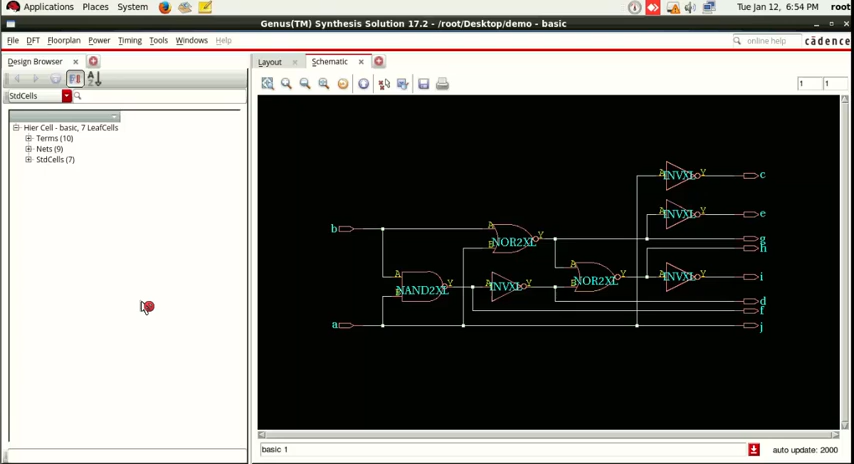 Applications Places System Tue Jan 12, 6:54 PM root
Genus(TM) Synthesis Solution 17.2 - /root/Desktop/demo - basic
File DFT Floorplan Power Timing Tools Windows Help online help cādence
Design Browser Layout Schematic
1 1
StdCells
Hier Cell - basic, 7 LeafCells
Terms (10)
Nets (9)
StdCells (7)
A INVXL Y c
A INVXL Y e
b A B NOR2XL Y g
h
A B NAND2XL Y A INVXL Y A B NOR2XL Y A INVXL Y i
d
f
a j
basic 1 auto update: 2000